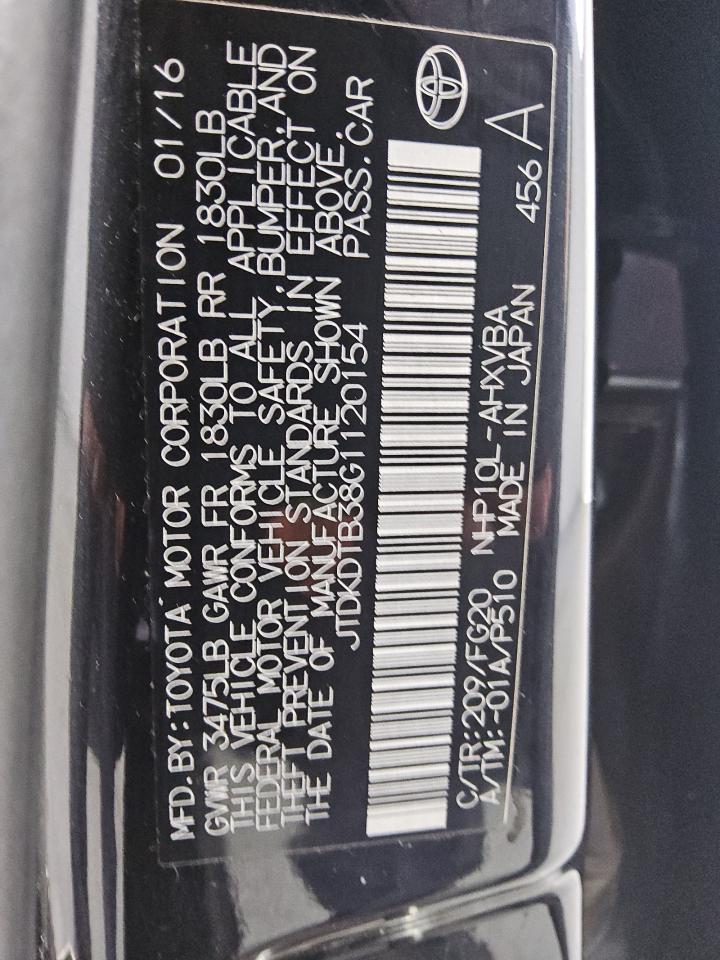 MFD.BY:TOYOTA MOTOR CORPORATION 01/16
GVWR 3475LB GAWR FR 1830LB RR 1830LB
THIS VEHICLE CONFORMS TO ALL APPLICABLE
FEDERAL MOTOR VEHICLE SAFETY,BUMPER,AND
THEFT PREVENTION STANDARDS IN EFFECT ON
THE DATE OF MANUFACTURE SHOWN ABOVE.
JTDKDTB38G1120154 PASS.CAR
C/TR:209/FG20 NHP10L-AHXVBA
A/TM:-01A/P510 MADE IN JAPAN 456 A